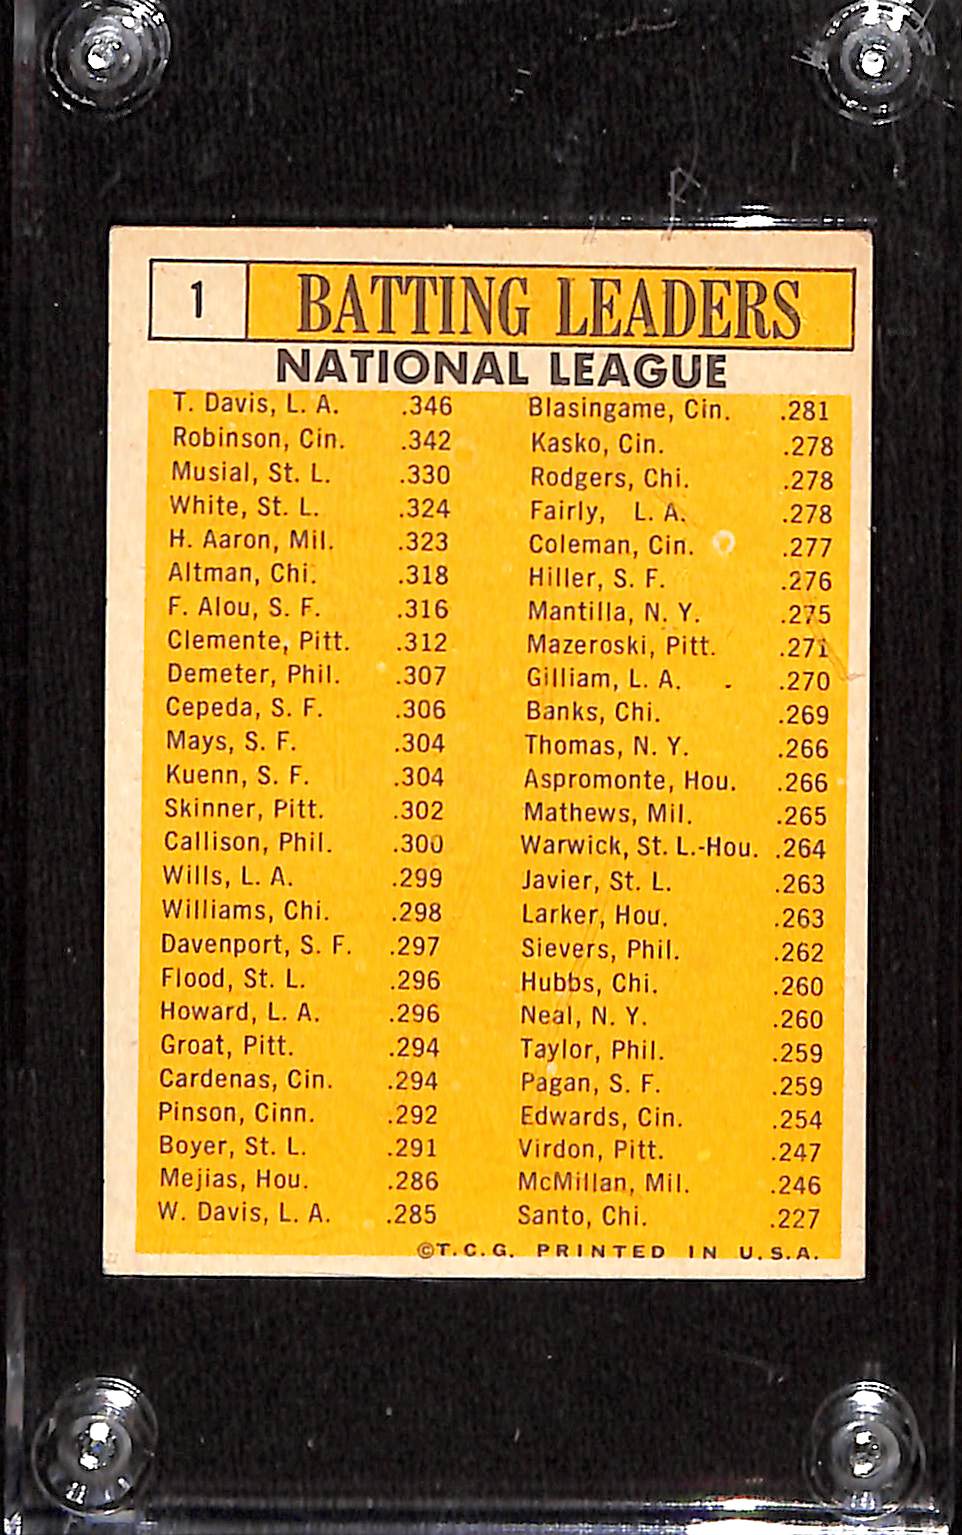 1 BATTING LEADERS
NATIONAL LEAGUE
T. Davis, L. A. .346
Robinson, Cin. .342
Musial, St. L. .330
White, St. L. .324
H. Aaron, Mil. .323
Altman, Chi. .318
F. Alou, S. F. .316
Clemente, Pitt. .312
Demeter, Phil. .307
Cepeda, S. F. .306
Mays, S. F. .304
Kuenn, S. F. .304
Skinner, Pitt. .302
Callison, Phil. .300
Wills, L. A. .299
Williams, Chi. .298
Davenport, S. F. .297
Flood, St. L. .296
Howard, L. A. .296
Groat, Pitt. .294
Cardenas, Cin. .294
Pinson, Cinn. .292
Boyer, St. L. .291
Mejias, Hou. .286
W. Davis, L. A. .285
Blasingame, Cin. .281
Kasko, Cin. .278
Rodgers, Chi. .278
Fairly, L. A. .278
Coleman, Cin. .277
Hiller, S. F. .276
Mantilla, N. Y. .275
Mazeroski, Pitt. .271
Gilliam, L. A. .270
Banks, Chi. .269
Thomas, N. Y. .266
Aspromonte, Hou. .266
Mathews, Mil. .265
Warwick, St. L.-Hou. .264
Javier, St. L. .263
Larker, Hou. .263
Sievers, Phil. .262
Hubbs, Chi. .260
Neal, N. Y. .260
Taylor, Phil. .259
Pagan, S. F. .259
Edwards, Cin. .254
Virdon, Pitt. .247
McMillan, Mil. .246
Santo, Chi. .227
©T.C.G. PRINTED IN U.S.A.